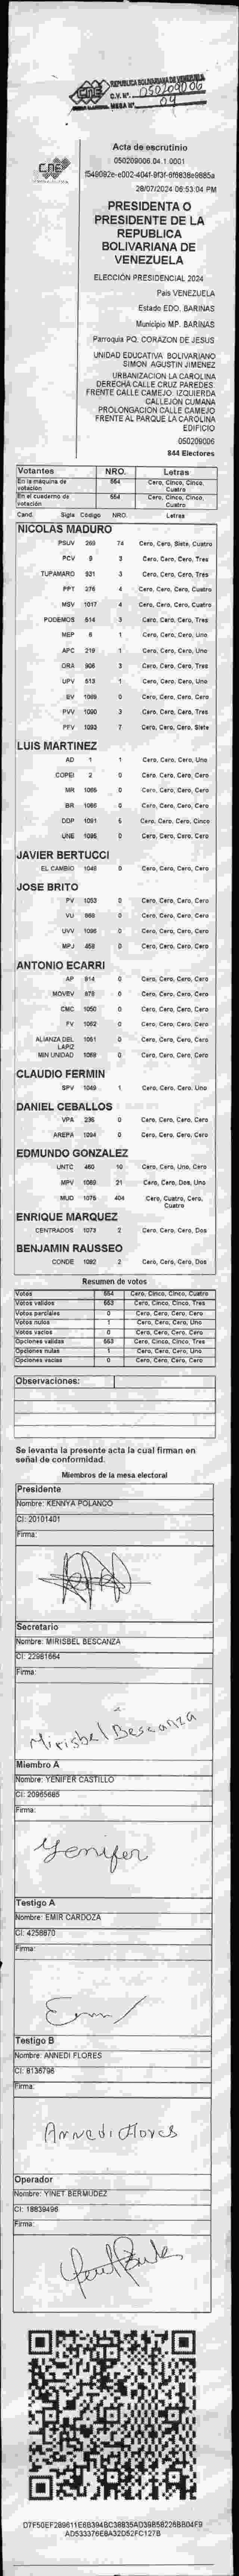 CNE
REPUBLICA BOLIVARIANA DE VENEZUELA
C.V. Nº. 050209006
MESA Nº 04
CNE
Acta de escrutinio
050209006.04.1.0001
28/07/2024 06:53:04 PM
PRESIDENTA O
PRESIDENTE DE LA
REPUBLICA
BOLIVARIANA DE
VENEZUELA
ELECCIÓN PRESIDENCIAL 2024
País VENEZUELA
Estado EDO. BARINAS
Municipio MP. BARINAS
Parroquia PQ. CORAZON DE JESUS
UNIDAD EDUCATIVA BOLIVARIANO
SIMON AGUSTIN JIMENEZ
URBANIZACION LA CAROLINA
DERECHA CALLE CRUZ PAREDES.
FRENTE CALLE CAMEJO. IZQUIERDA
CALLEJON CUMANA
PROLONGACION CALLE CAMEJO
FRENTE AL PARQUE LA CAROLINA
EDIFICIO
050209006
844 Electores
Votantes NRO. Letras
En la máquina de votación 554 Cero, Cinco, Cinco, Cuatro
En el cuaderno de votación 554 Cero, Cinco, Cinco, Cuatro
Cand. Sigla Código NRO. Letras
NICOLAS MADURO
PSUV 269 74 Cero, Cero, Siete, Cuatro
PCV 9 3 Cero, Cero, Cero, Tres
TUPAMARO 931 3 Cero, Cero, Cero, Tres
PPT 276 4 Cero, Cero, Cero, Cuatro
MSV 1017 4 Cero, Cero, Cero, Cuatro
PODEMOS 514 3 Cero, Cero, Cero, Tres
MEP 6 1 Cero, Cero, Cero, Uno
APC 219 1 Cero, Cero, Cero, Uno
ORA 906 3 Cero, Cero, Cero, Tres
UPV 513 1 Cero, Cero, Cero, Uno
EV 1089 0 Cero, Cero, Cero, Cero
PVV 1090 3 Cero, Cero, Cero, Tres
PFV 1093 7 Cero, Cero, Cero, Siete
LUIS MARTINEZ
AD 1 1 Cero, Cero, Cero, Uno
COPEI 2 0 Cero, Cero, Cero, Cero
MR 1065 0 Cero, Cero, Cero, Cero
BR 1086 0 Cero, Cero, Cero, Cero
DDP 1091 5 Cero, Cero, Cero, Cinco
UNE 1095 0 Cero, Cero, Cero, Cero
JAVIER BERTUCCI
EL CAMBIO 1048 0 Cero, Cero, Cero, Cero
JOSE BRITO
PV 1053 0 Cero, Cero, Cero, Cero
VU 868 0 Cero, Cero, Cero, Cero
UVV 1096 0 Cero, Cero, Cero, Cero
MPJ 458 0 Cero, Cero, Cero, Cero
ANTONIO ECARRI
AP 914 0 Cero, Cero, Cero, Cero
MOVEV 878 0 Cero, Cero, Cero, Cero
CMC 1050 0 Cero, Cero, Cero, Cero
FV 1062 0 Cero, Cero, Cero, Cero
ALIANZA DEL LAPIZ 1051 0 Cero, Cero, Cero, Cero
MIN UNIDAD 1069 0 Cero, Cero, Cero, Cero
CLAUDIO FERMIN
SPV 1049 1 Cero, Cero, Cero, Uno
DANIEL CEBALLOS
VPA 236 0 Cero, Cero, Cero, Cero
AREPA 1094 0 Cero, Cero, Cero, Cero
EDMUNDO GONZALEZ
UNTC 460 10 Cero, Cero, Uno, Cero
MPV 21 Cero, Cero, Dos, Uno
MUD 1076 404 Cero, Cuatro, Cero, Cuatro
ENRIQUE MARQUEZ
CENTRADOS 1073 2 Cero, Cero, Cero, Dos
BENJAMIN RAUSSEO
CONDE 1092 2 Cero, Cero, Cero, Dos
Resumen de votos
Votos 554 Cero, Cinco, Cinco, Cuatro
Votos validos 553 Cero, Cinco, Cinco, Tres
Votos parciales 0 Cero, Cero, Cero, Cero
Votos nulos 1 Cero, Cero, Cero, Uno
Votos vacios 0 Cero, Cero, Cero, Cero
Opciones validas 553 Cero, Cinco, Cinco, Tres
Opciones nulas 1 Cero, Cero, Cero, Uno
Opciones vacias 0 Cero, Cero, Cero, Cero
Observaciones:
Se levanta la presente acta la cual firman en
señal de conformidad.
Miembros de la mesa electoral
Presidente
Nombre: KENNYA POLANCO
CI: 20101401
Firma:
Secretario
Nombre: MIRISBEL BESCANZA
CI: 22981664
Firma:
Mirisbel Bescanza
Miembro A
Nombre: YENIFER CASTILLO
CI: 20965685
Firma:
Yenifer
Testigo A
Nombre: EMIR CARDOZA
CI: 4258870
Firma:
Testigo B
Nombre: ANNEDI FLORES
CI: 8136796
Firma:
Annedi Flores
Operador
Nombre: YINET BERMUDEZ
CI: 18839496
Firma: